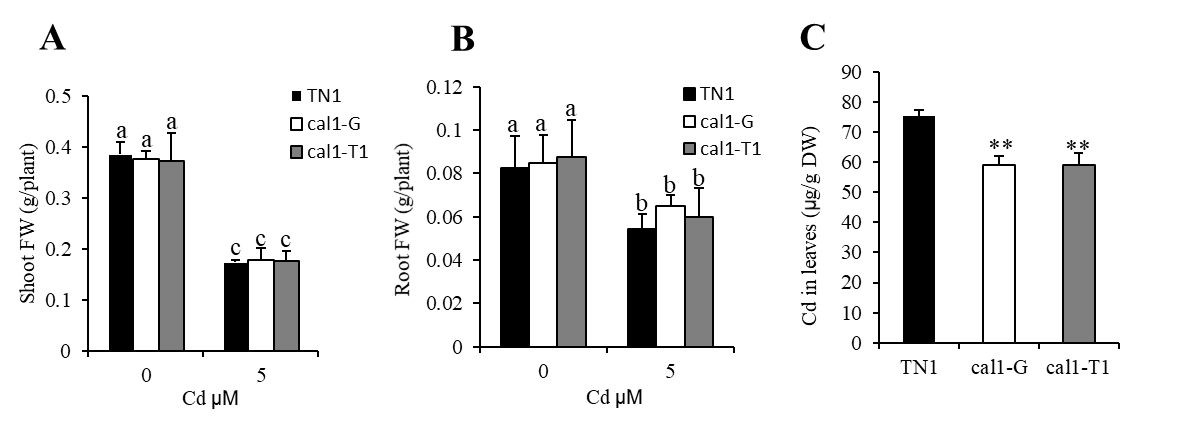 A
0.5
0.4
0.3
0.2
0.1
0
Shoot FW (g/plant)
TN1
cal1-G
cal1-T1
a a a
c c c
0 5
Cd µM
B
0.12
0.1
0.08
0.06
0.04
0.02
0
Root FW (g/plant)
TN1
cal1-G
cal1-T1
a a a
b b b
0 5
Cd µM
C
90
80
70
60
50
40
30
20
10
0
Cd in leaves (µg/g DW)
** **
TN1 cal1-G cal1-T1